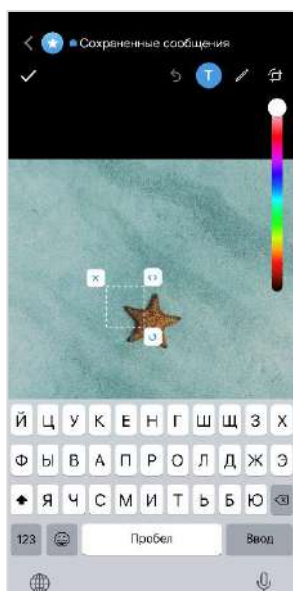 Сохраненные сообщения
T
Й Ц У К Е Н Г Ш Щ З Х
Ф Ы В А П Р О Л Д Ж Э
Я Ч С М И Т Ь Б Ю
123 Пробел Ввод